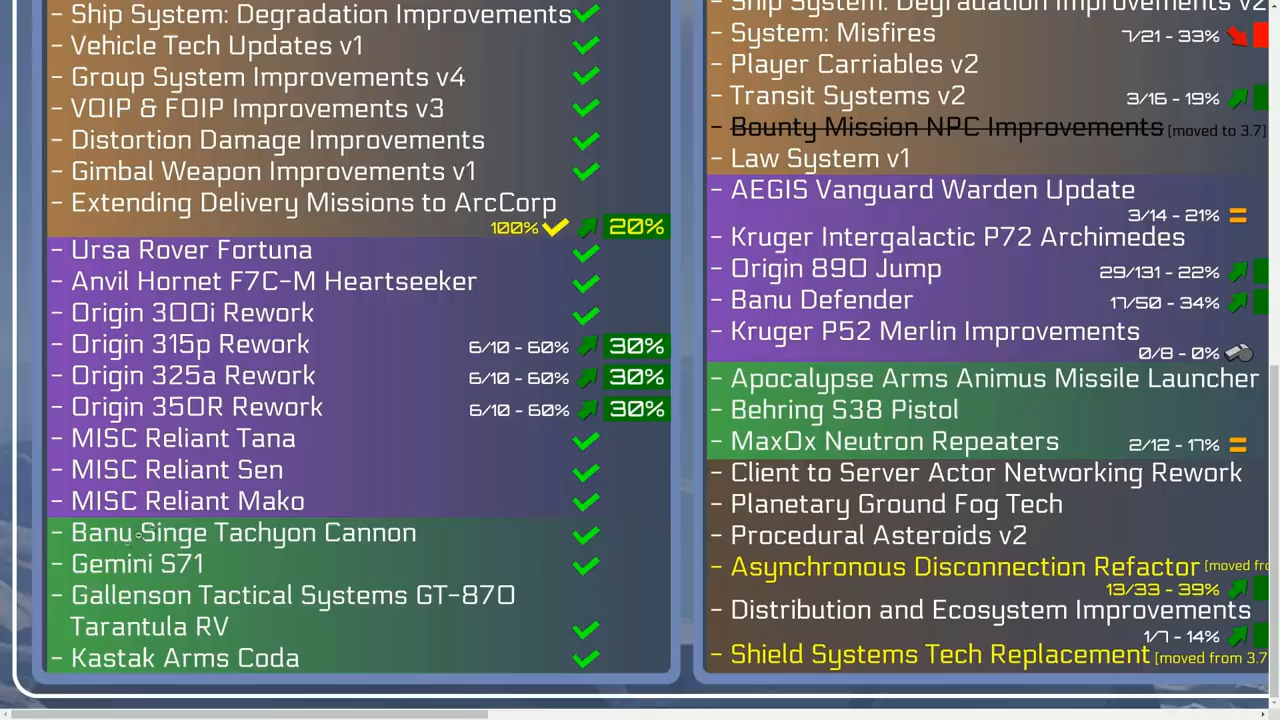 - Ship System: Degradation Improvements
- Vehicle Tech Updates v1
- Group System Improvements v4
- VOIP & FOIP Improvements v3
- Distortion Damage Improvements
- Gimbal Weapon Improvements v1
- Extending Delivery Missions to ArcCorp
100% 20%
- Ursa Rover Fortuna
- Anvil Hornet F7C-M Heartseeker
- Origin 300i Rework
- Origin 315p Rework 6/10 - 60% 30%
- Origin 325a Rework 6/10 - 60% 30%
- Origin 350R Rework 6/10 - 60% 30%
- MISC Reliant Tana
- MISC Reliant Sen
- MISC Reliant Mako
- Banu Singe Tachyon Cannon
- Gemini S71
- Gallenson Tactical Systems GT-870
Tarantula RV
- Kastak Arms Coda
- Ship System: Degradation Improvements v2
- System: Misfires 7/21 - 33%
- Player Carriables v2
- Transit Systems v2 3/16 - 19%
- Bounty Mission NPC Improvements [moved to 3.7]
- Law System v1
- AEGIS Vanguard Warden Update
3/14 - 21%
- Kruger Intergalactic P72 Archimedes
- Origin 890 Jump 29/131 - 22%
- Banu Defender 17/50 - 34%
- Kruger P52 Merlin Improvements
0/8 - 0%
- Apocalypse Arms Animus Missile Launcher
- Behring S38 Pistol
- MaxOx Neutron Repeaters 2/12 - 17%
- Client to Server Actor Networking Rework
- Planetary Ground Fog Tech
- Procedural Asteroids v2
- Asynchronous Disconnection Refactor [moved fro
13/33 - 39%
- Distribution and Ecosystem Improvements
1/7 - 14%
- Shield Systems Tech Replacement [moved from 3.7